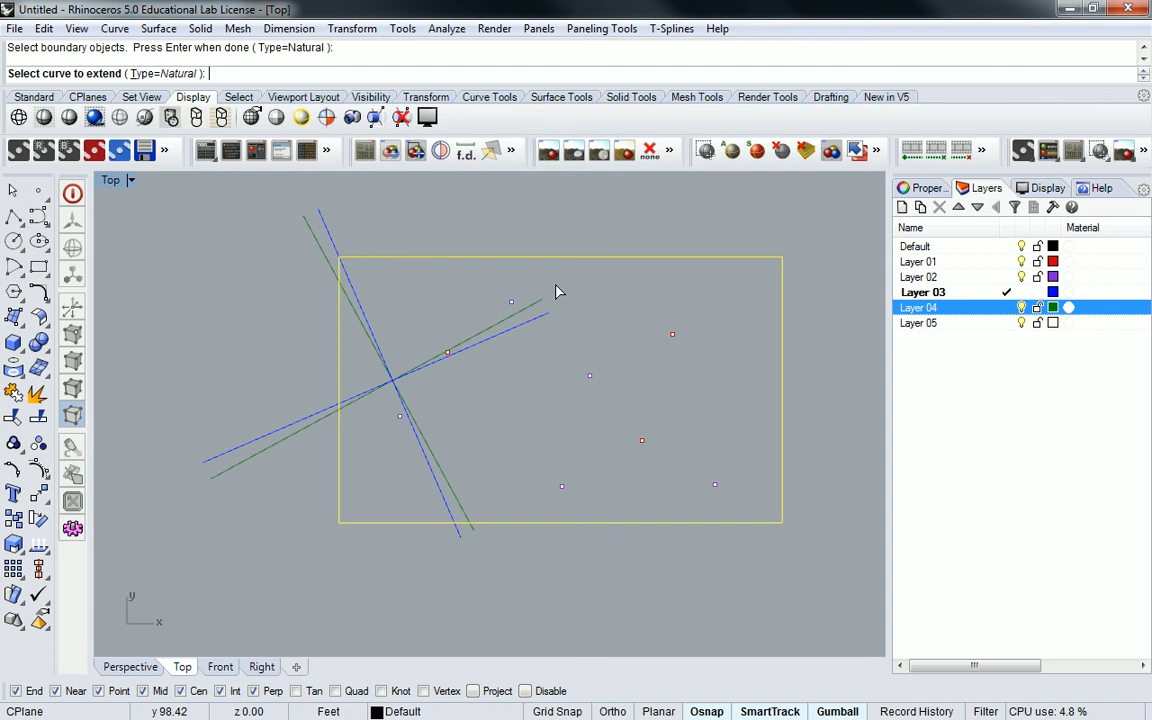 Untitled - Rhinoceros 5.0 Educational Lab License - [Top]
File Edit View Curve Surface Solid Mesh Dimension Transform Tools Analyze Render Panels Paneling Tools T-Splines Help
Select boundary objects. Press Enter when done ( Type=Natural ):
Select curve to extend ( Type=Natural ):
Standard CPlanes Set View Display Select Viewport Layout Visibility Transform Curve Tools Surface Tools Solid Tools Mesh Tools Render Tools Drafting New in V5
f.d. none
Top
Proper... Layers Display Help
Name Material
Default
Layer 01
Layer 02
Layer 03
Layer 04
Layer 05
y
x
Perspective Top Front Right
End Near Point Mid Cen Int Perp Tan Quad Knot Vertex Project Disable
CPlane y 98.42 z 0.00 Feet Default Grid Snap Ortho Planar Osnap SmartTrack Gumball Record History Filter CPU use: 4.8 %